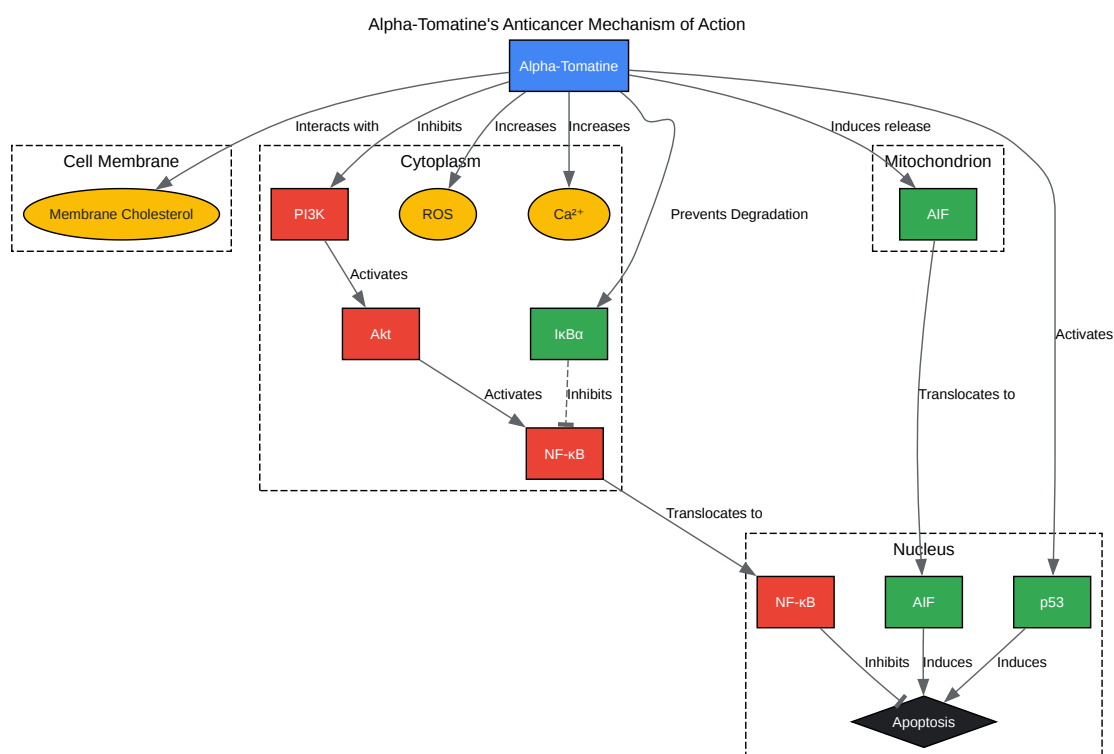 Alpha-Tomatine's Anticancer Mechanism of Action
Alpha-Tomatine
Interacts with
Inhibits
Increases
Increases
Induces release
Cell Membrane
Cytoplasm
Mitochondrion
Membrane Cholesterol
PI3K
ROS
Ca²⁺
Prevents Degradation
AIF
Activates
Akt
IκBα
Activates
Activates
Inhibits
Translocates to
NF-κB
Translocates to
Nucleus
NF-κB
AIF
p53
Inhibits
Induces
Induces
Apoptosis